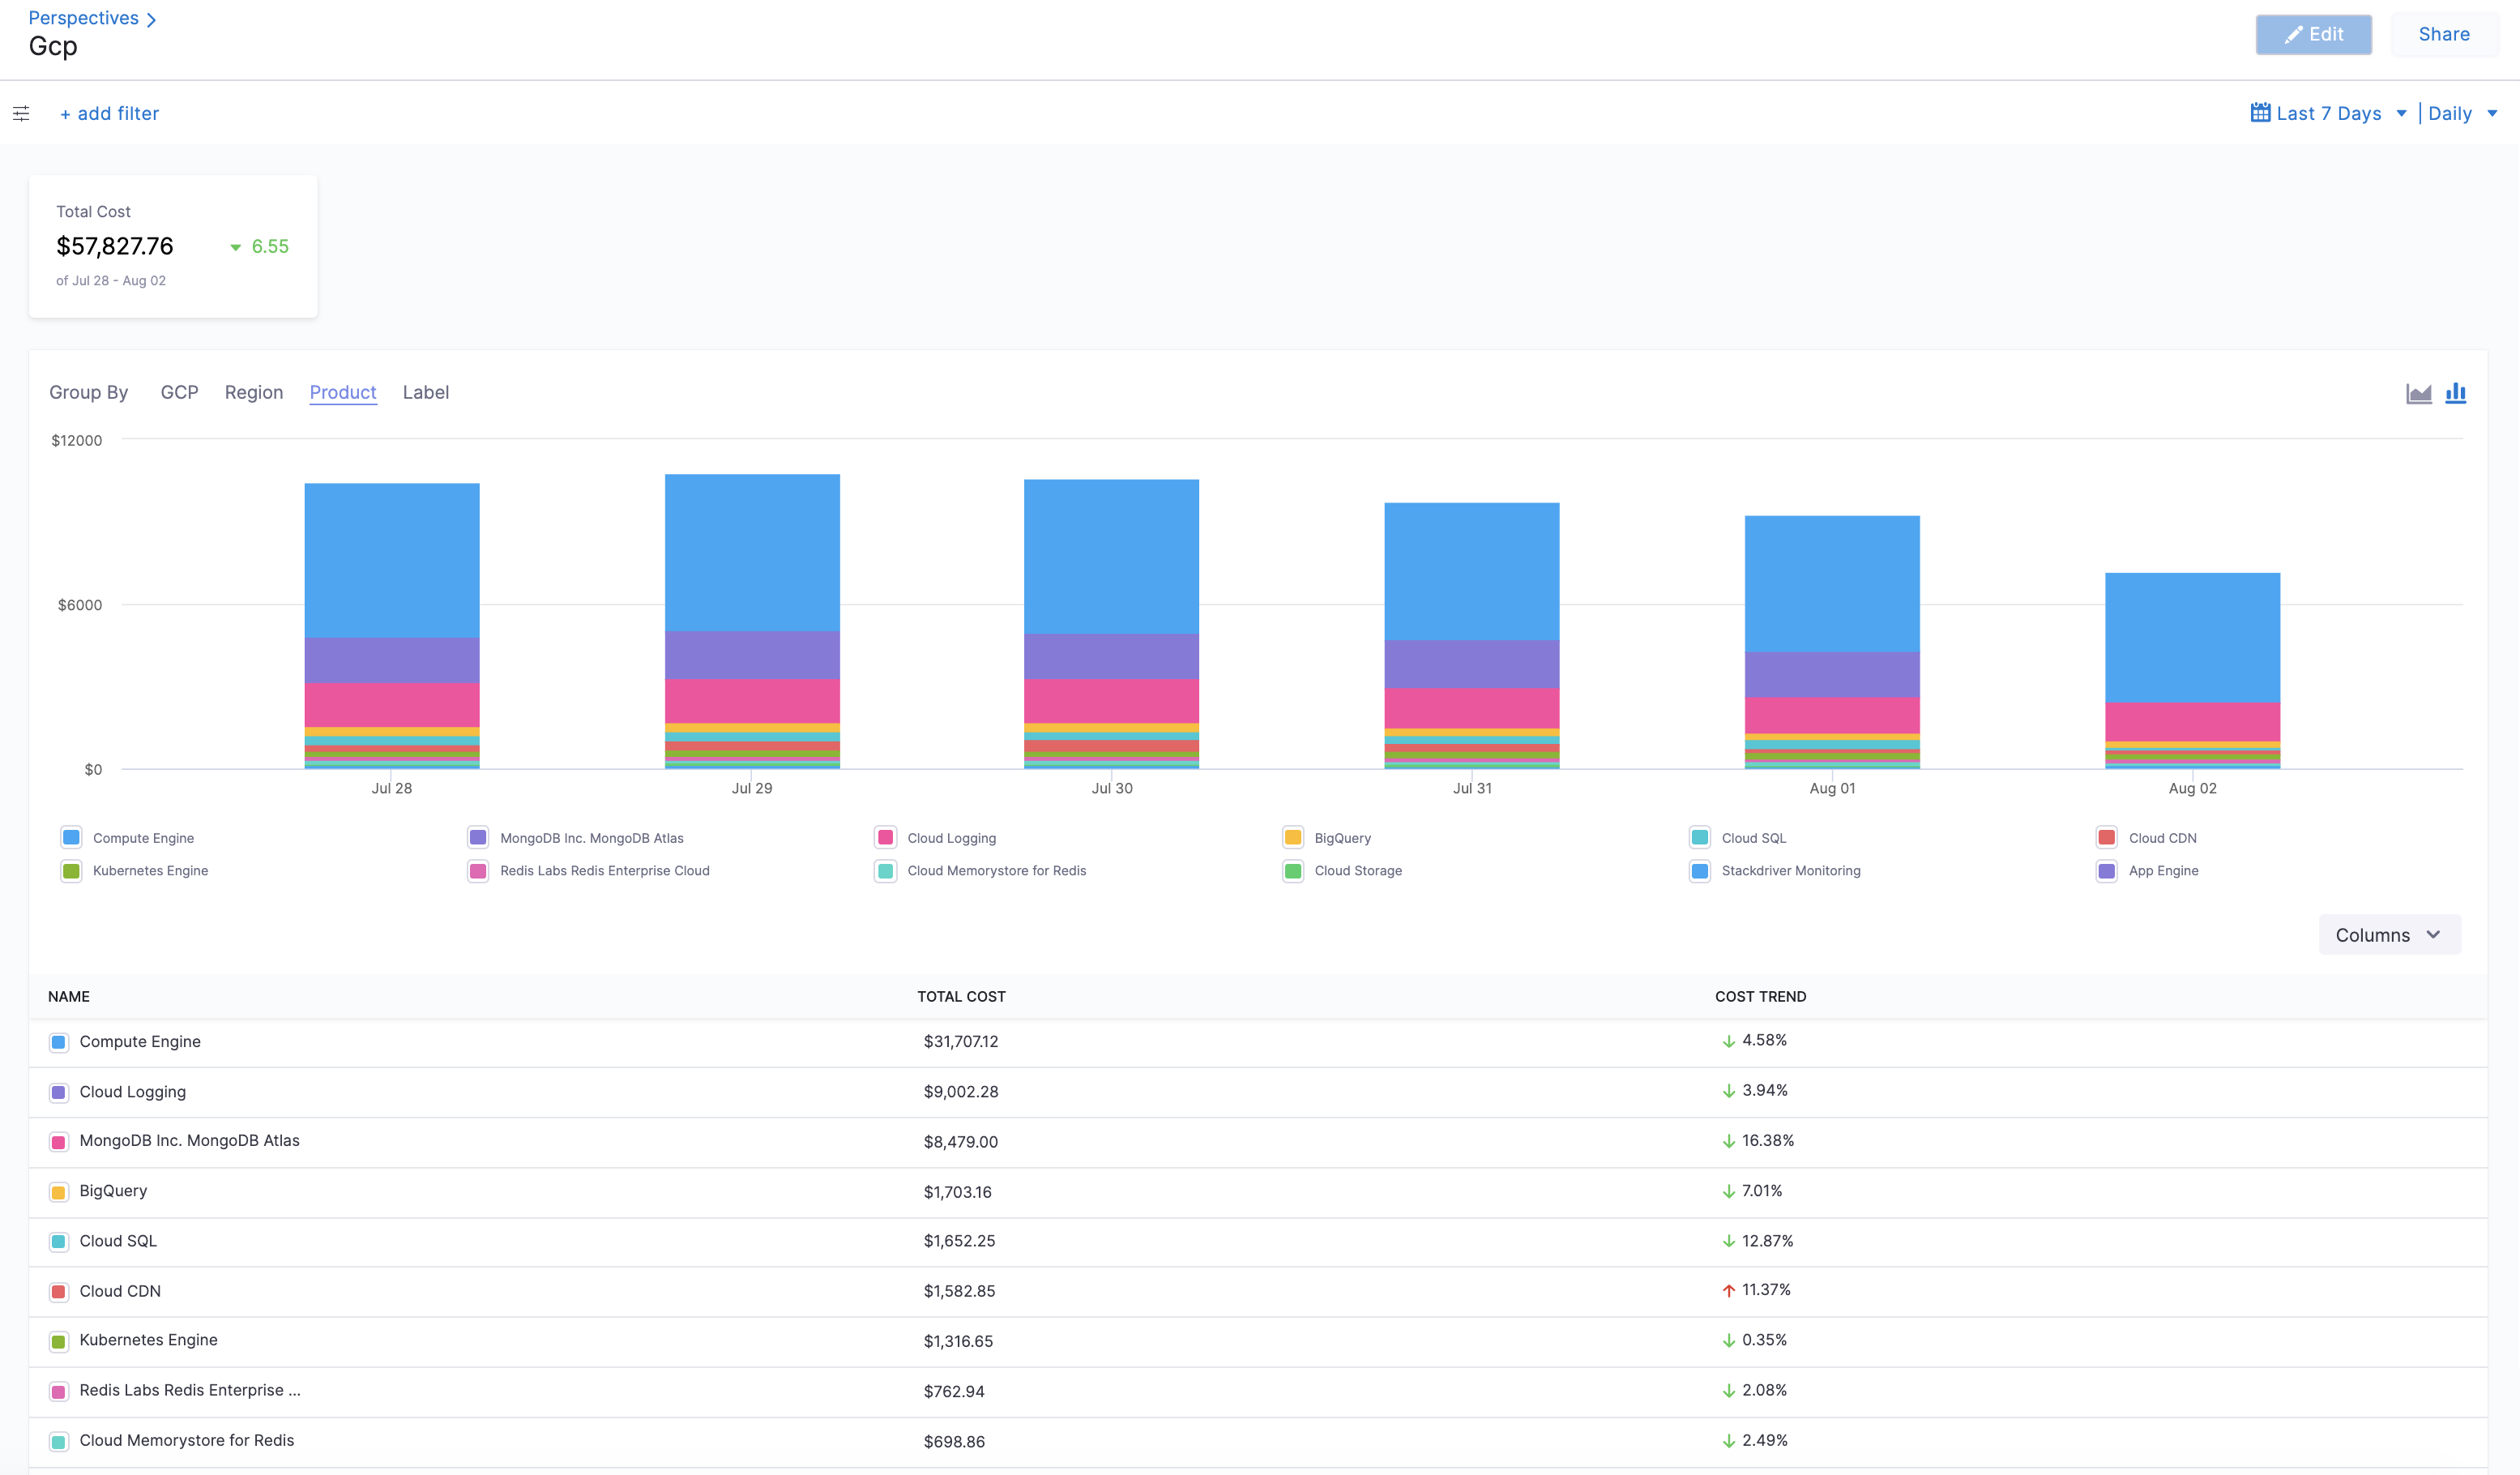 Perspectives
Gcp
Edit
Share
+ add filter
Last 7 Days
Daily
Total Cost
$57,827.76
6.55
of Jul 28 - Aug 02
Group By GCP Region Product Label
$12000
$6000
$0
Jul 28 Jul 29 Jul 30 Jul 31 Aug 01 Aug 02
Compute Engine MongoDB Inc. MongoDB Atlas Cloud Logging BigQuery Cloud SQL Cloud CDN
Kubernetes Engine Redis Labs Redis Enterprise Cloud Cloud Memorystore for Redis Cloud Storage Stackdriver Monitoring App Engine
Columns
NAME TOTAL COST COST TREND
Compute Engine $31,707.12 4.58%
Cloud Logging $9,002.28 3.94%
MongoDB Inc. MongoDB Atlas $8,479.00 16.38%
BigQuery $1,703.16 7.01%
Cloud SQL $1,652.25 12.87%
Cloud CDN $1,582.85 11.37%
Kubernetes Engine $1,316.65 0.35%
Redis Labs Redis Enterprise ... $762.94 2.08%
Cloud Memorystore for Redis $698.86 2.49%